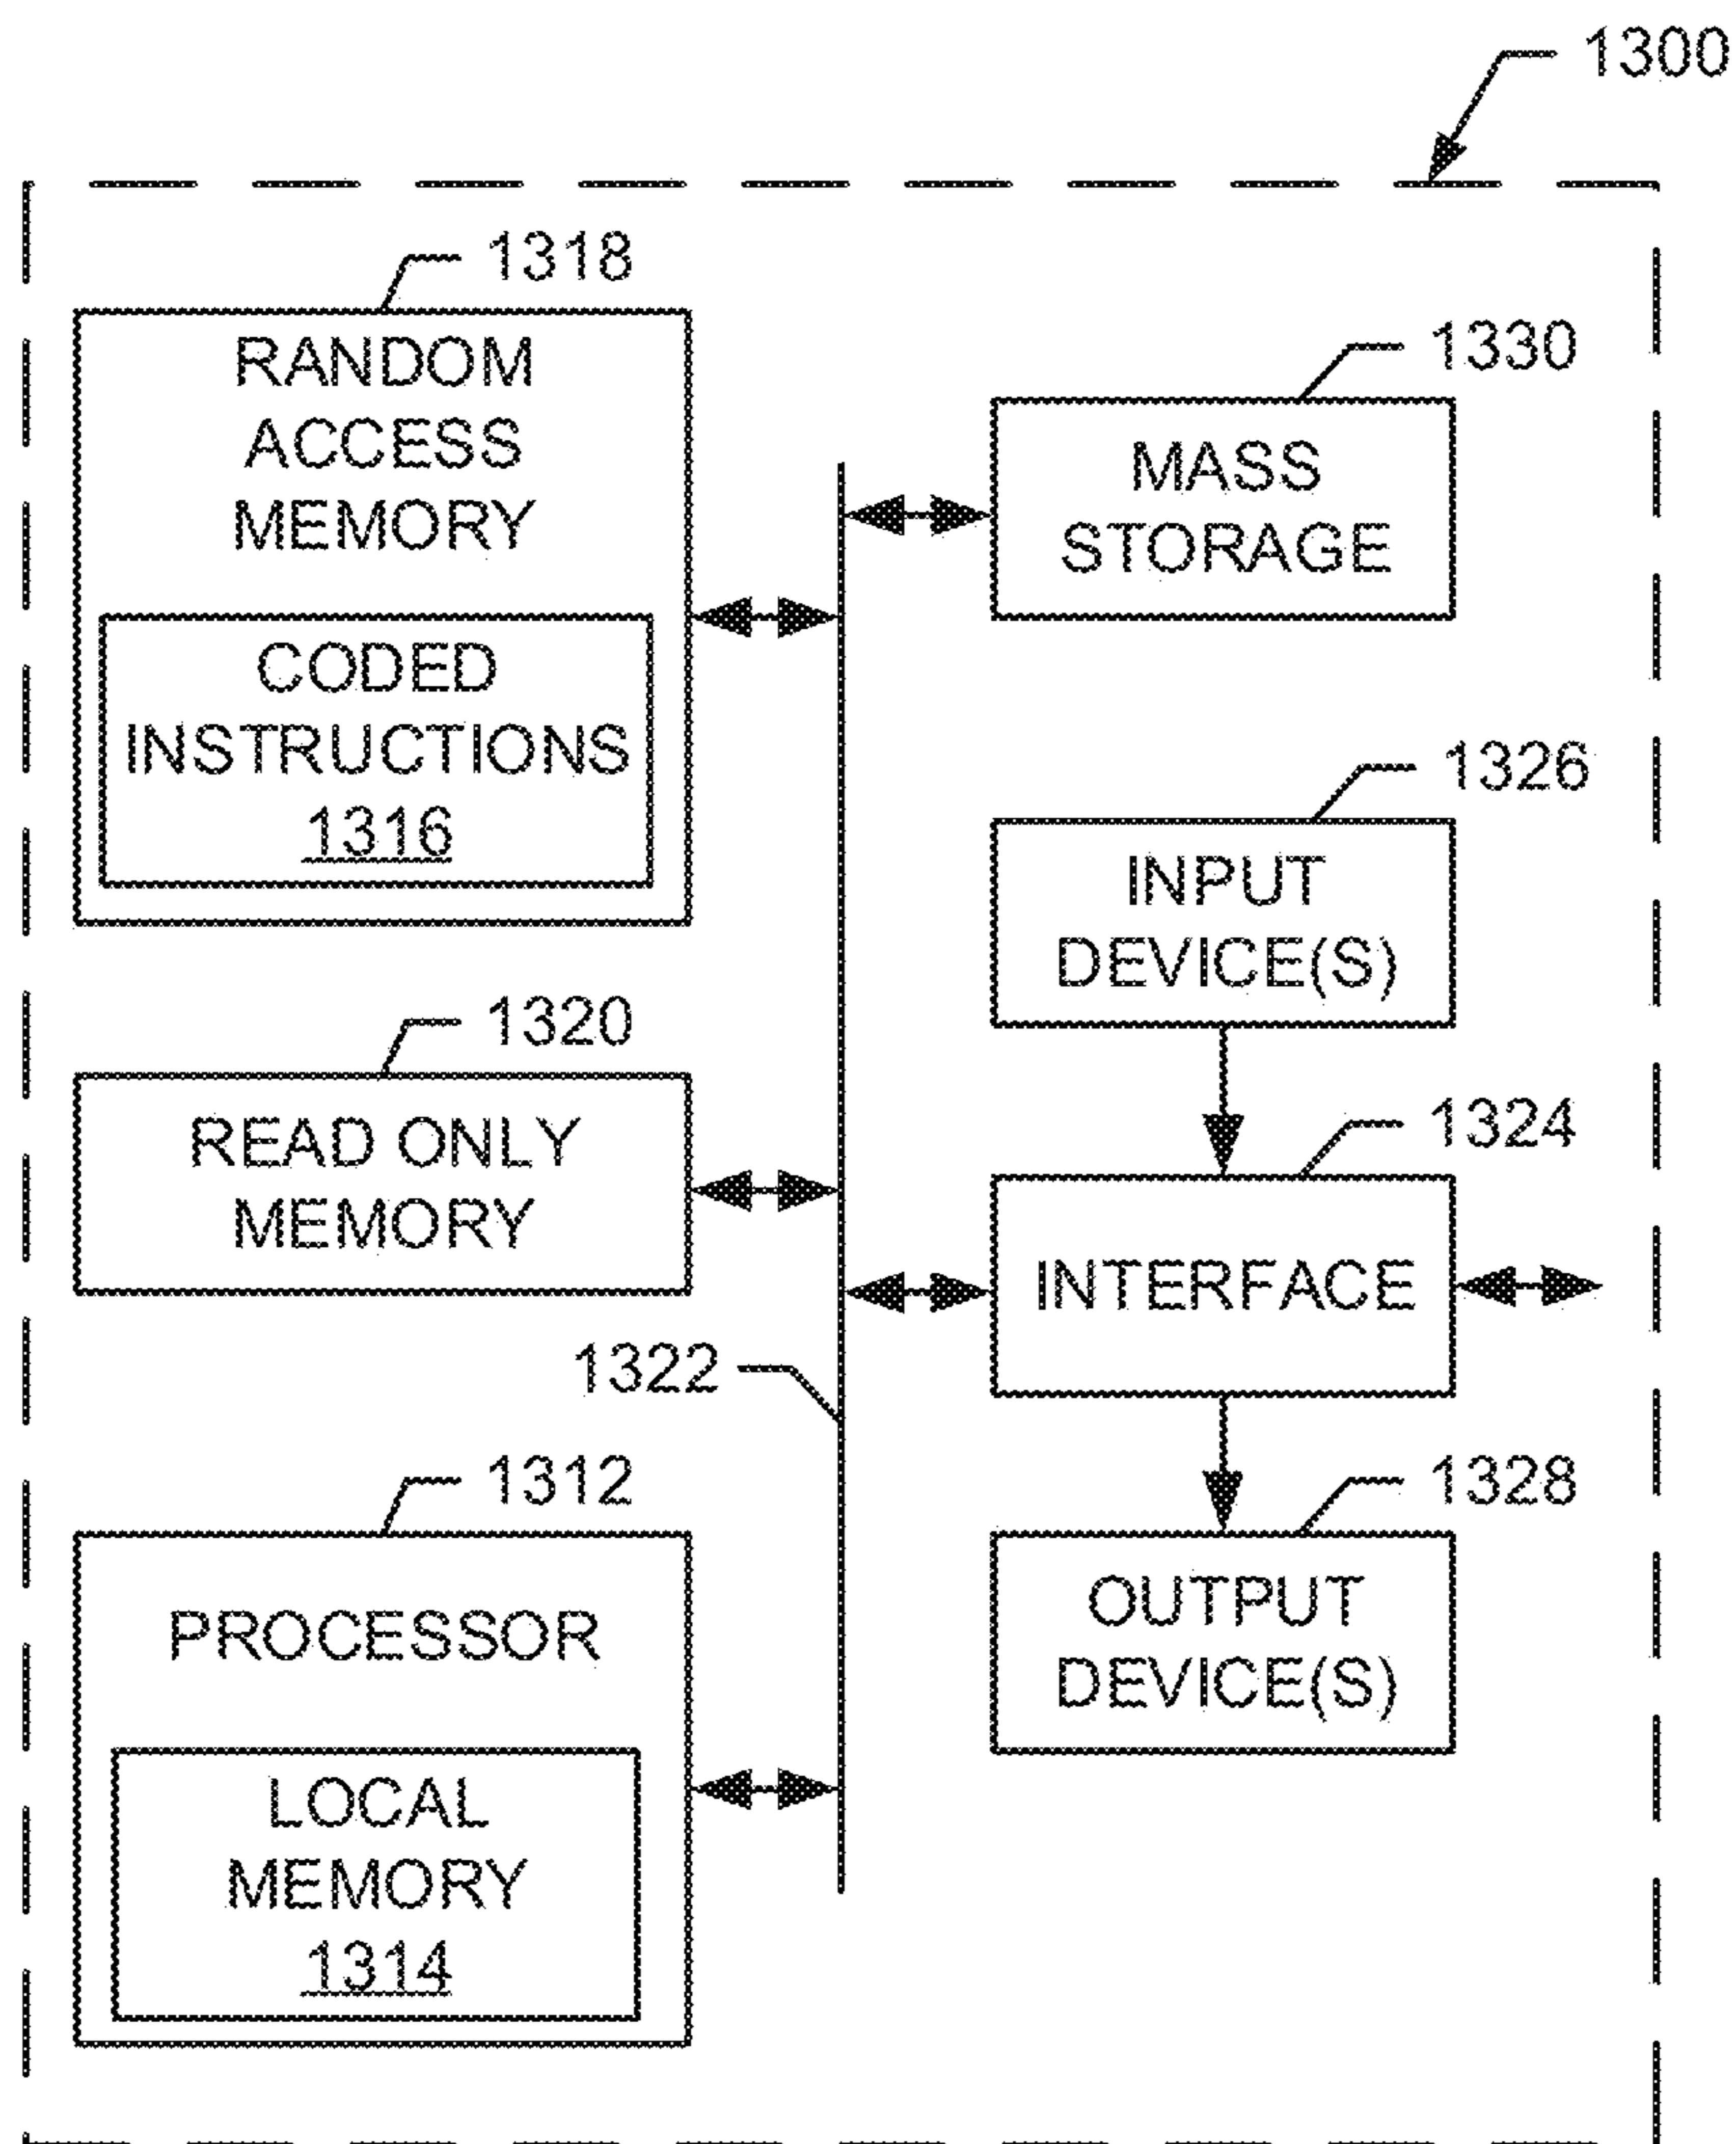 1300
1318
RANDOM
ACCESS
MEMORY
CODED
INSTRUCTIONS
1316
1330
MASS
STORAGE
1326
INPUT
DEVICE(S)
1320
READ ONLY
MEMORY
1324
INTERFACE
1322
1312
PROCESSOR
LOCAL
MEMORY
1314
1328
OUTPUT
DEVICE(S)